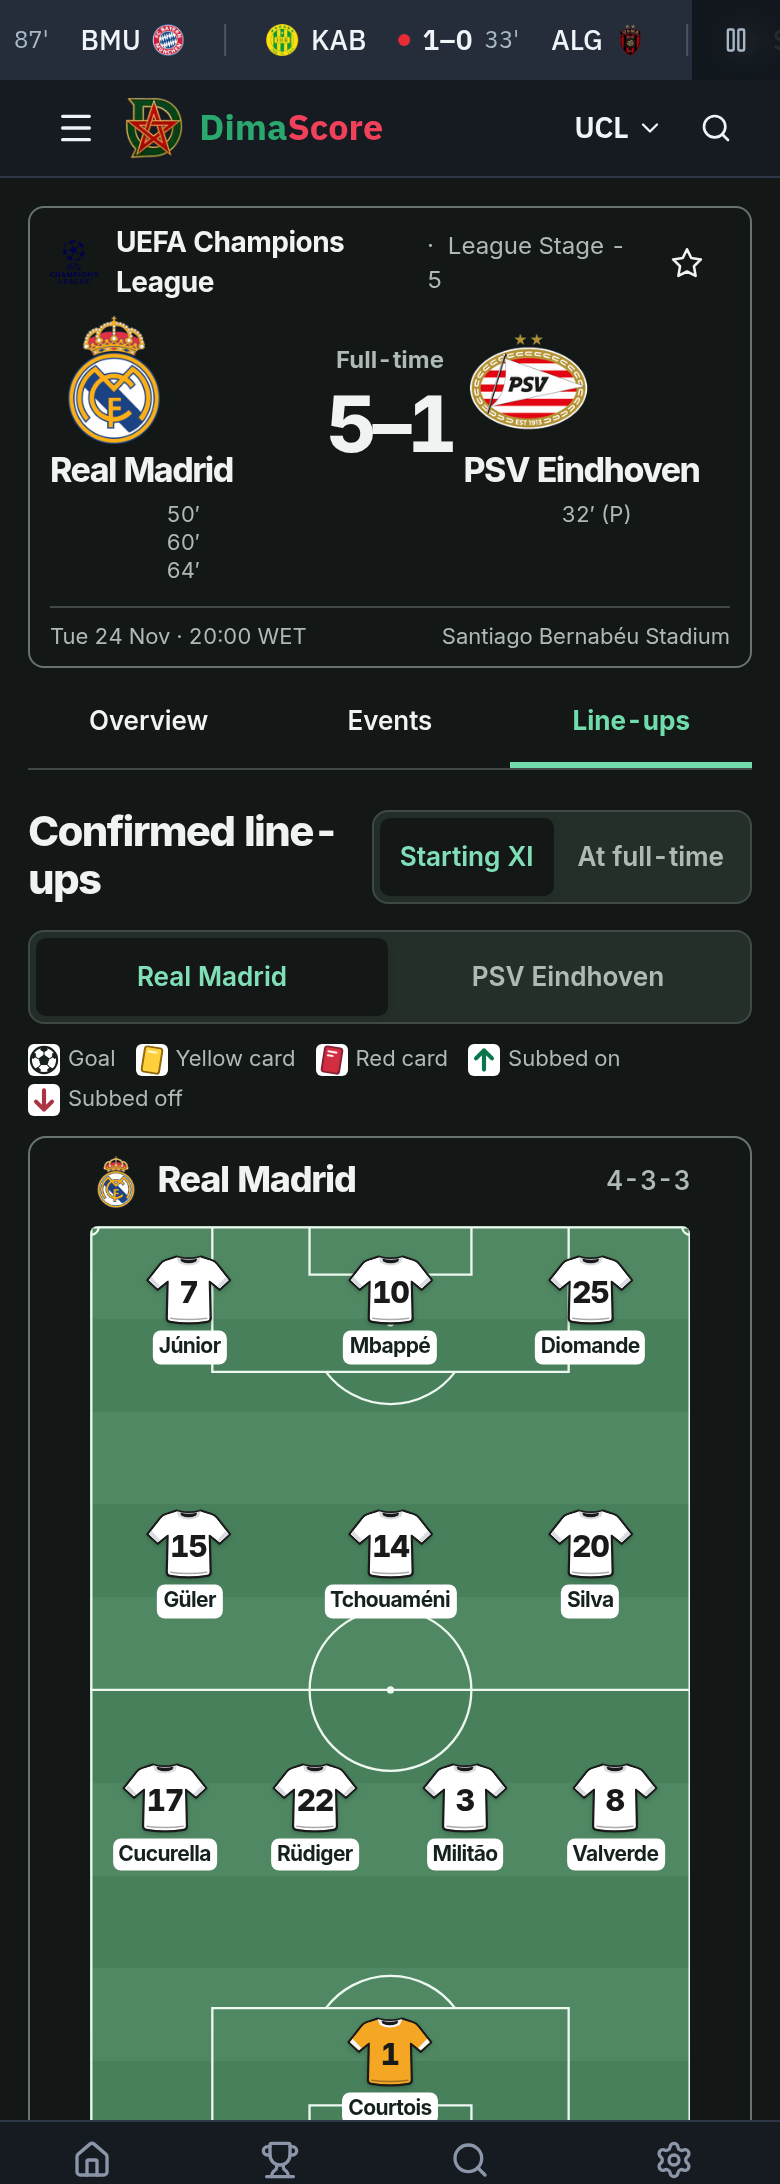 87' BMU KAB 1–0 33' ALG
DimaScore UCL
UEFA Champions League · League Stage - 5
Full-time
5–1
PSV
EST 1913
Real Madrid PSV Eindhoven
50′ 32′ (P)
60′
64′
Tue 24 Nov · 20:00 WET Santiago Bernabéu Stadium
Overview Events Line-ups
Confirmed line-ups
Starting XI At full-time
Real Madrid PSV Eindhoven
Goal Yellow card Red card Subbed on
Subbed off
Real Madrid 4-3-3
7 10 25
Júnior Mbappé Diomande
15 14 20
Güler Tchouaméni Silva
17 22 3 8
Cucurella Rüdiger Militão Valverde
1
Courtois